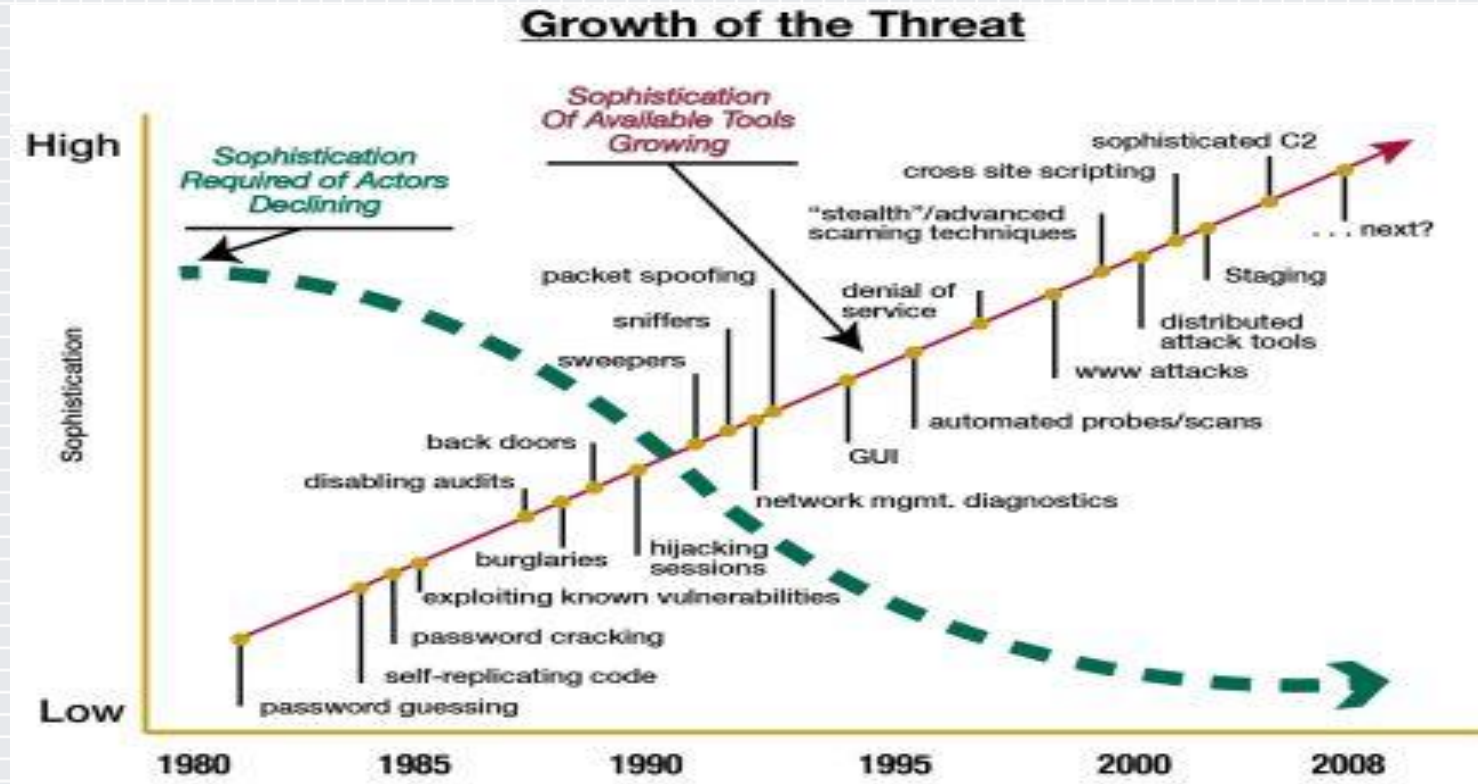 Growth of the Threat
Sophistication
Of Available Tools
Growing
High
Sophistication
Required of Actors
Declining
sophisticated C2
cross site scripting
"stealth"/advanced
scaming techniques
... next?
packet spoofing
denial of
service
Staging
sniffers
distributed
attack tools
sweepers
www attacks
Sophistication
automated probes/scans
back doors
GUI
disabling audits
network mgmt. diagnostics
burglaries
hijacking
sessions
exploiting known vulnerabilities
password cracking
self-replicating code
Low
password guessing
1980 1985 1990 1995 2000 2008